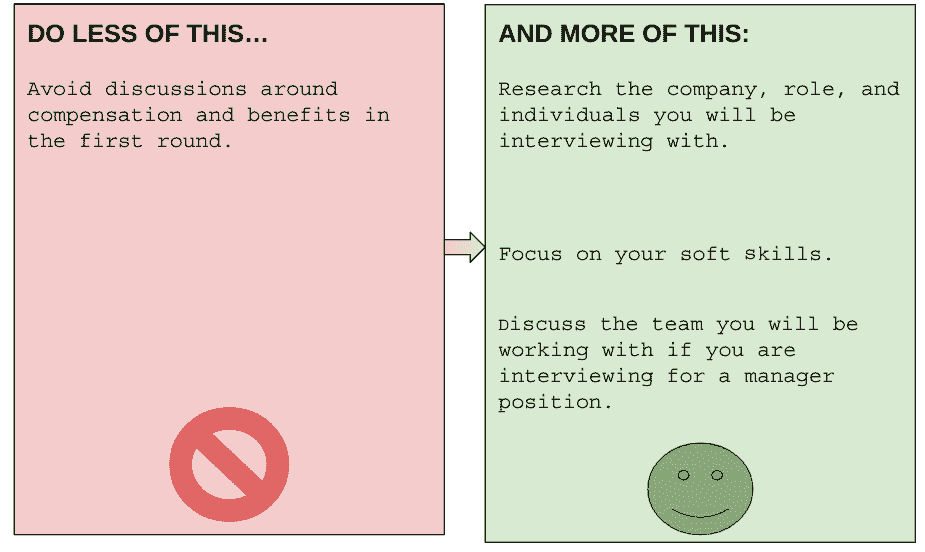 DO LESS OF THIS…
Avoid discussions around
compensation and benefits in
the first round.
AND MORE OF THIS:
Research the company, role, and
individuals you will be
interviewing with.
Focus on your soft skills.
Discuss the team you will be
working with if you are
interviewing for a manager
position.